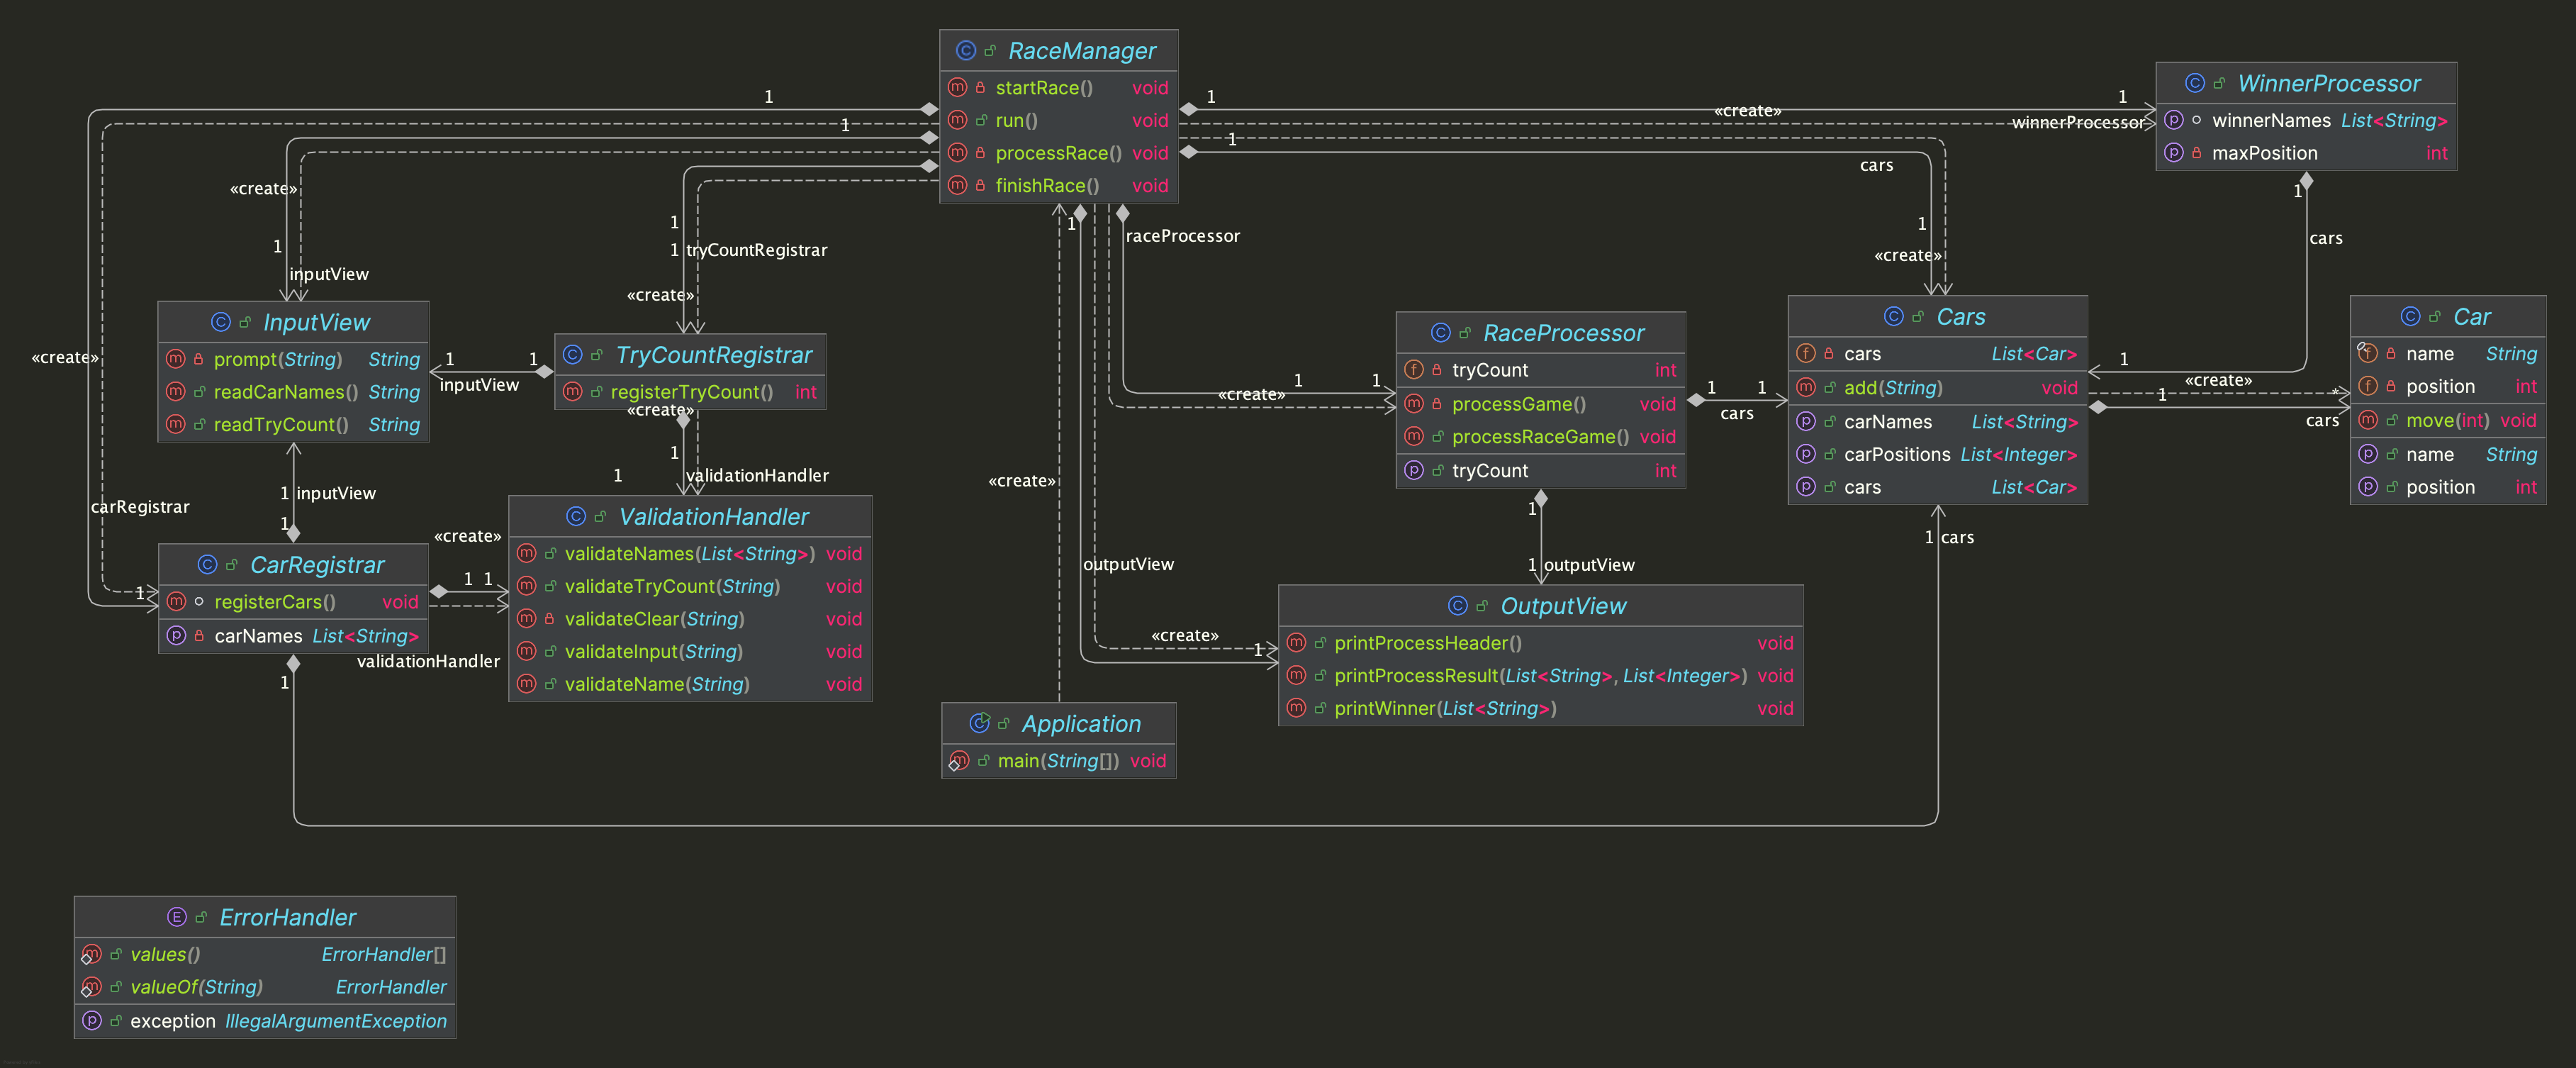 RaceManager
startRace() void
run() void
processRace() void
finishRace() void
WinnerProcessor
winnerNames List<String>
maxPosition int
1
1
1
«create»
1
1
«create»
winnerProcessor
1
cars
«create»
1
inputView
1
1 tryCountRegistrar
«create»
1
raceProcessor
1
«create»
1
cars
InputView
prompt(String) String
readCarNames() String
readTryCount() String
TryCountRegistrar
registerTryCount() int
1
1
inputView
«create»
1
1
validationHandler
RaceProcessor
tryCount int
processGame() void
processRaceGame() void
tryCount int
1
1
«create»
1
1
cars
Cars
cars List<Car>
add(String) void
carNames List<String>
carPositions List<Integer>
cars List<Car>
1
«create»
1
*
cars
Car
name String
position int
move(int) void
name String
position int
«create»
carRegistrar
1
1 inputView
1
CarRegistrar
registerCars() void
carNames List<String>
«create»
1 1
validationHandler
1
ValidationHandler
validateNames(List<String>) void
validateTryCount(String) void
validateClear(String) void
validateInput(String) void
validateName(String) void
«create»
outputView
«create»
1
1
1 outputView
1 cars
OutputView
printProcessHeader() void
printProcessResult(List<String>, List<Integer>) void
printWinner(List<String>) void
Application
main(String[]) void
ErrorHandler
values() ErrorHandler[]
valueOf(String) ErrorHandler
exception IllegalArgumentException